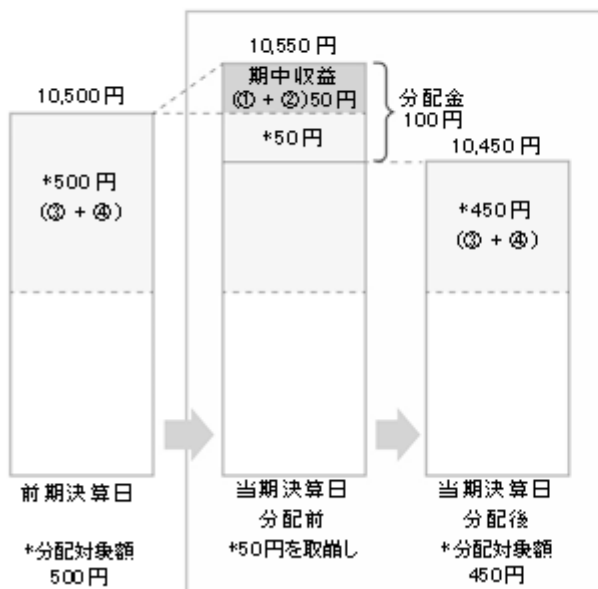 10,500円
*500円
(③ + ④)
前期決算日
*分配対象額
500円
10,550円
期中収益
(① + ②)50円
*50円
分配金
100円
当期決算日
分配前
*50円を取崩し
10,450円
*450円
(③ + ④)
当期決算日
分配後
*分配対象額
450円